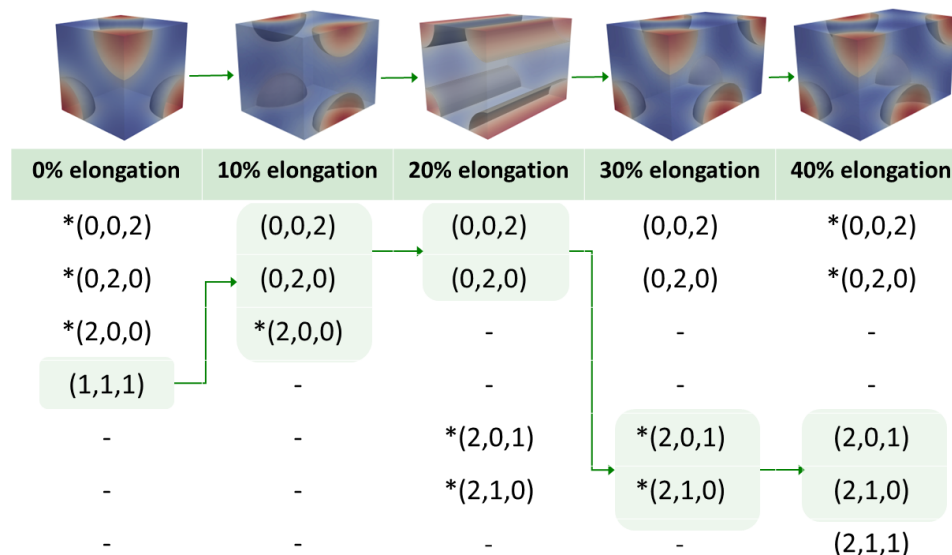 0% elongation 10% elongation 20% elongation 30% elongation 40% elongation
*(0,0,2) (0,0,2) (0,0,2) (0,0,2) *(0,0,2)
*(0,2,0) (0,2,0) (0,2,0) (0,2,0) *(0,2,0)
*(2,0,0) *(2,0,0) - - -
(1,1,1) - - - -
- - *(2,0,1) *(2,0,1) (2,0,1)
- - *(2,1,0) *(2,1,0) (2,1,0)
- - - - (2,1,1)